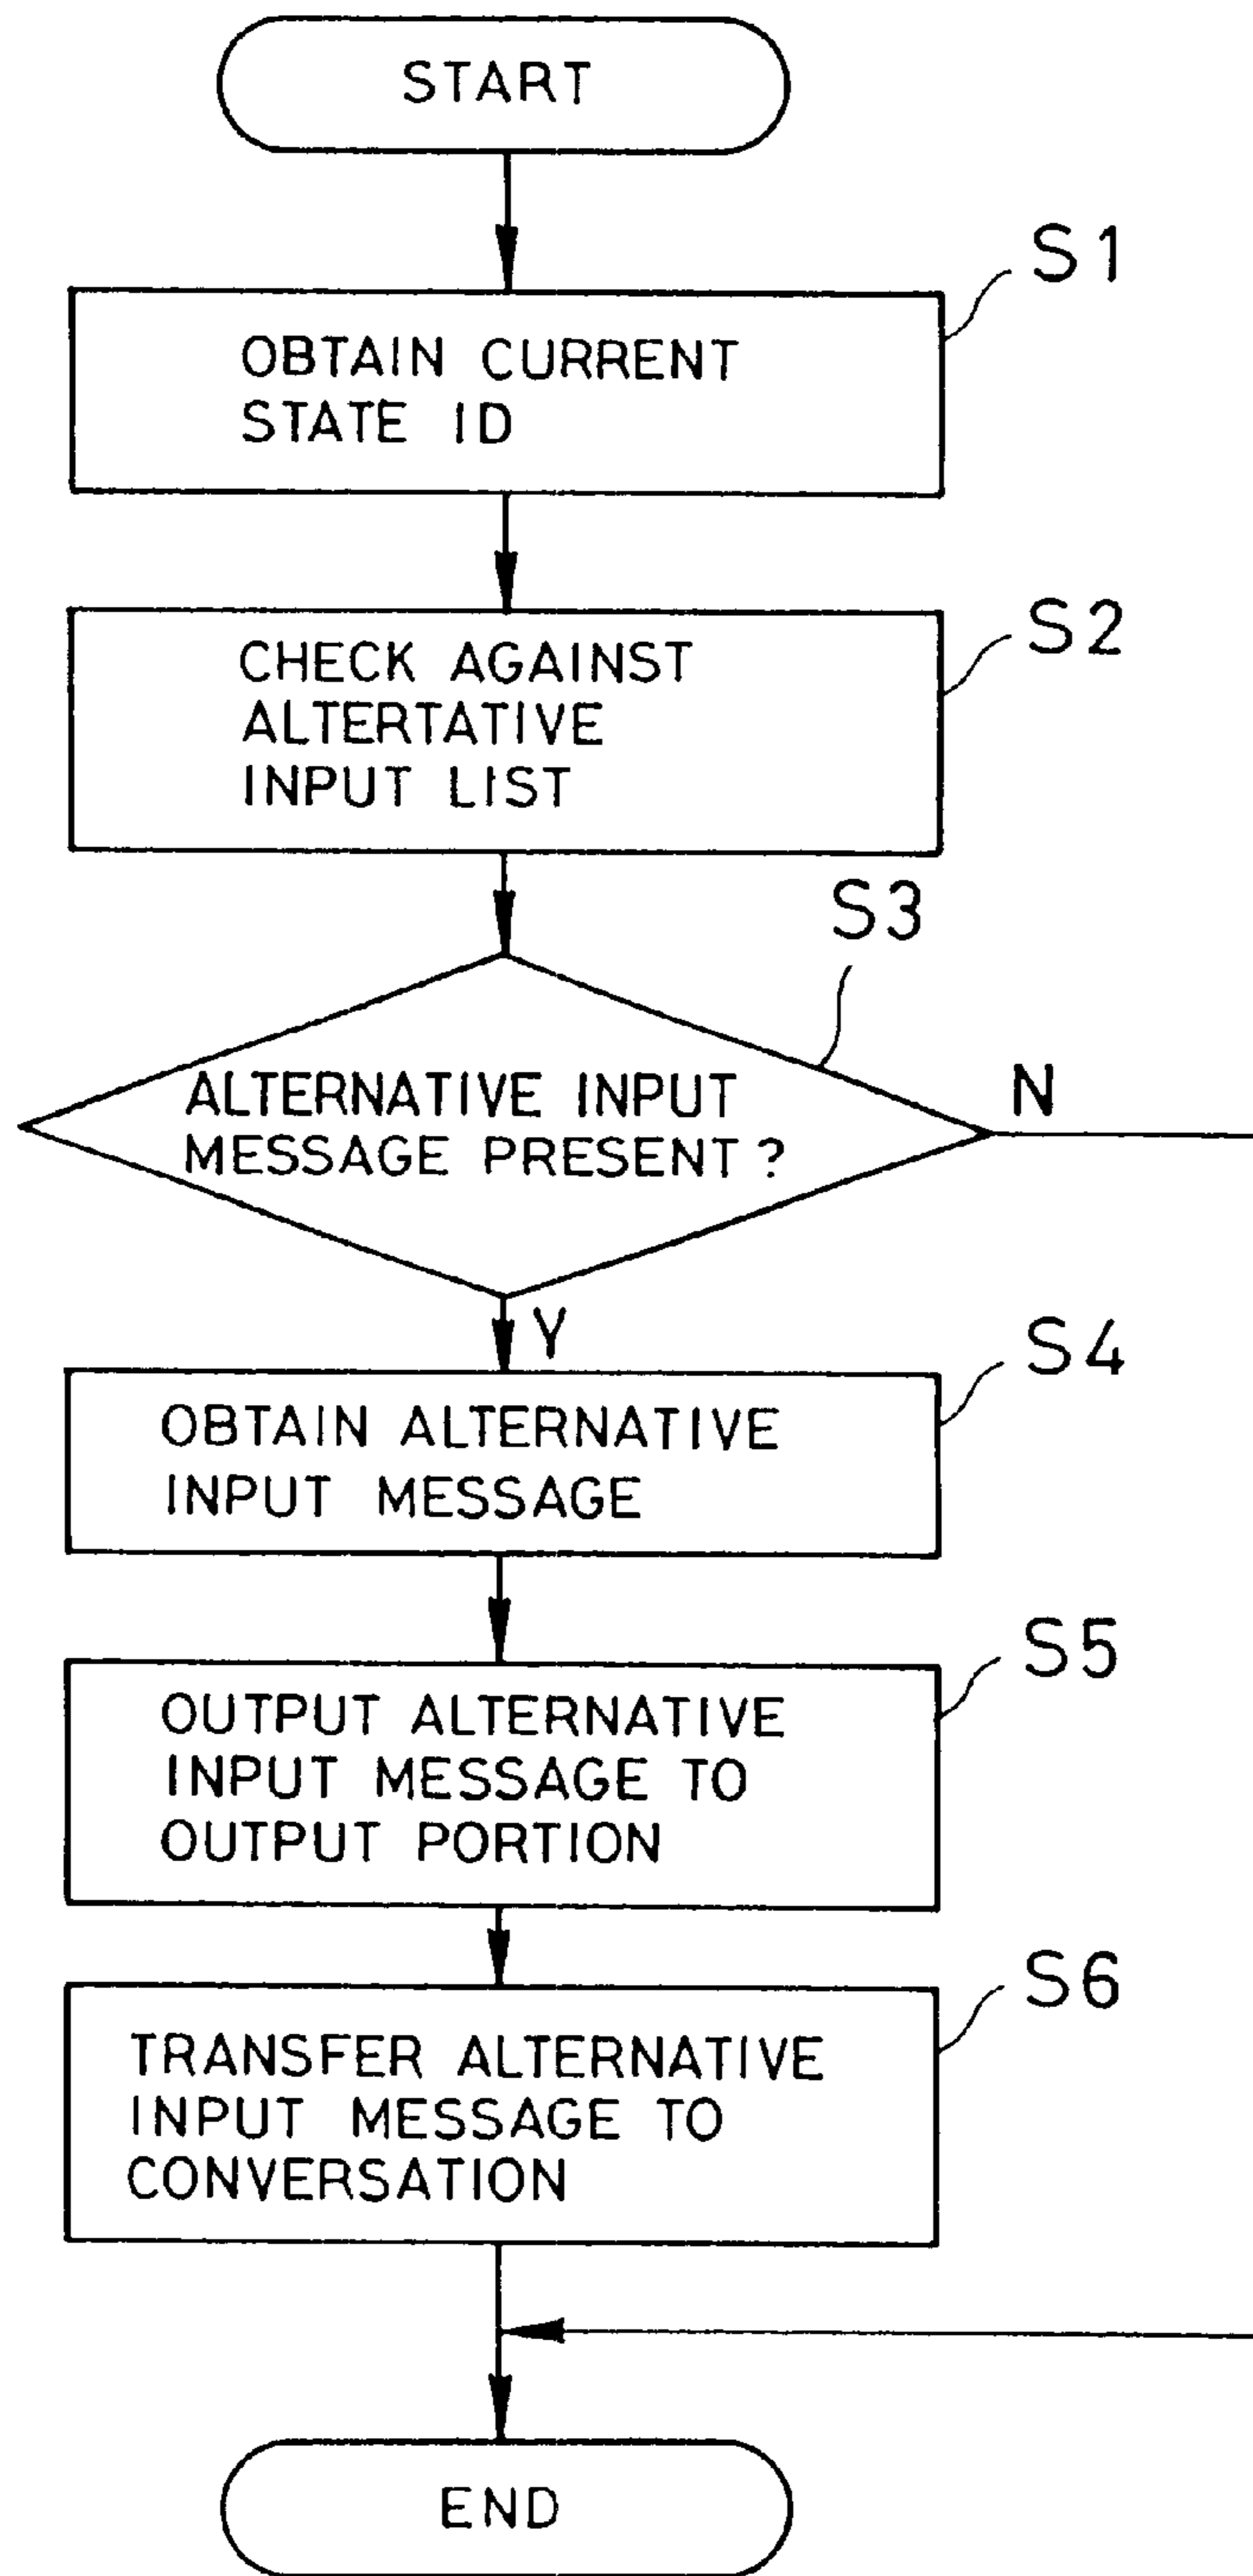 START
S1
OBTAIN CURRENT
STATE ID
S2
CHECK AGAINST
ALTERTATIVE
INPUT LIST
S3
ALTERNATIVE INPUT
MESSAGE PRESENT?
N
Y
S4
OBTAIN ALTERNATIVE
INPUT MESSAGE
S5
OUTPUT ALTERNATIVE
INPUT MESSAGE TO
OUTPUT PORTION
S6
TRANSFER ALTERNATIVE
INPUT MESSAGE TO
CONVERSATION
END